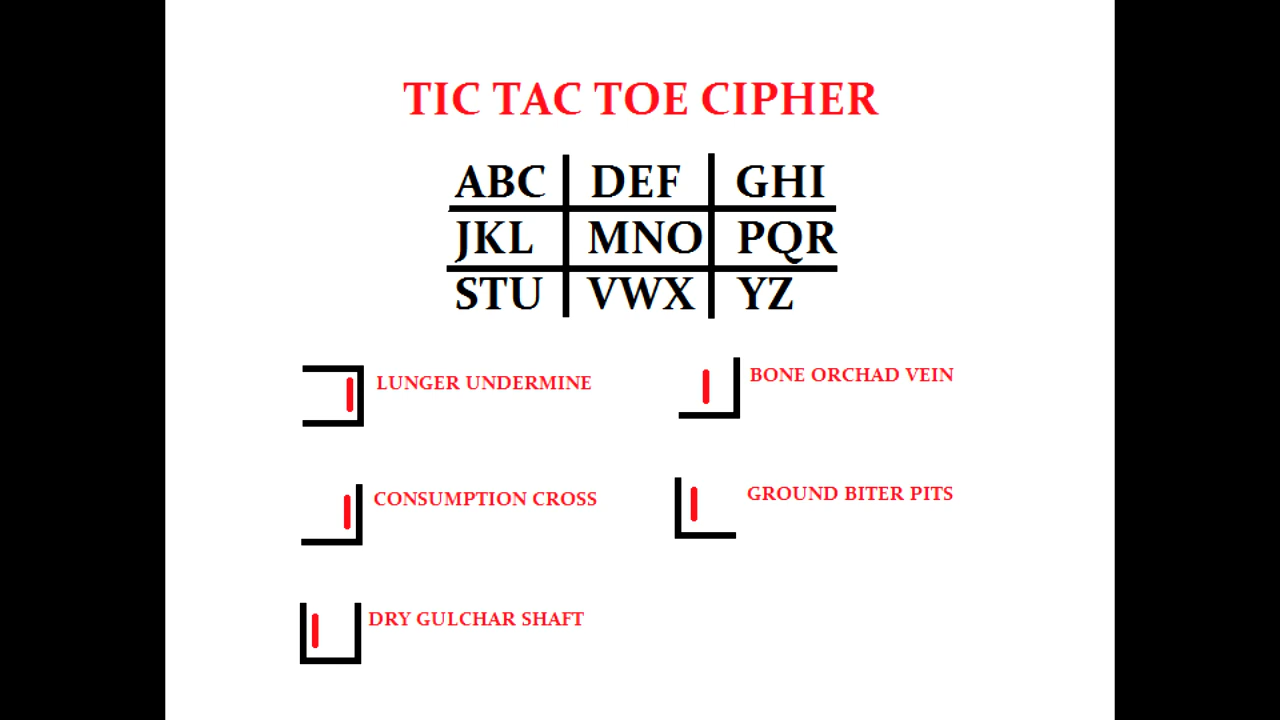 TIC TAC TOE CIPHER
ABC DEF GHI
JKL MNO PQR
STU VWX YZ
LUNGER UNDERMINE
BONE ORCHAD VEIN
CONSUMPTION CROSS
GROUND BITER PITS
DRY GULCHAR SHAFT